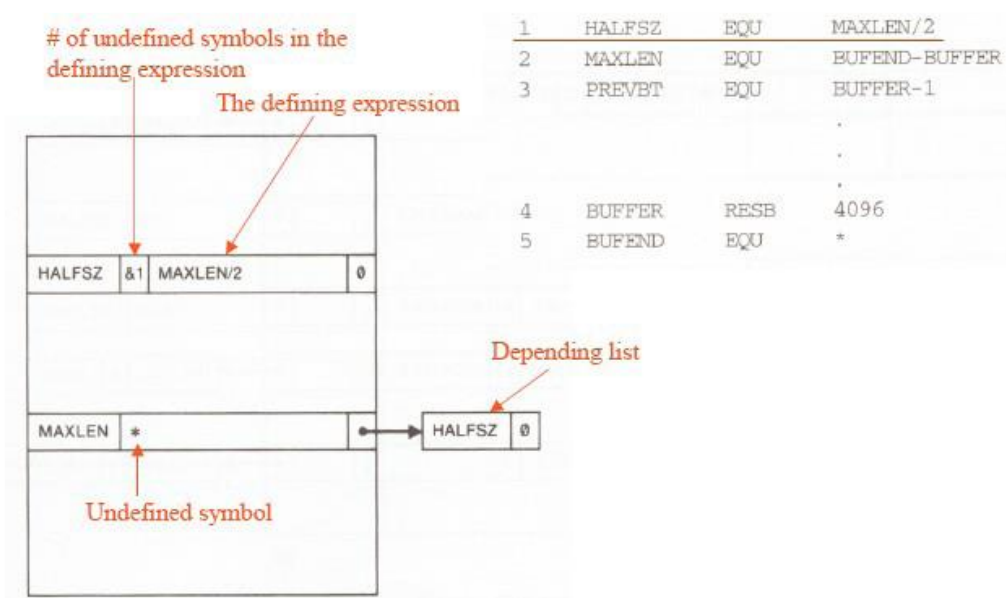 # of undefined symbols in the
defining expression
The defining expression
1 HALFSZ EQU MAXLEN/2
2 MAXLEN EQU BUFEND-BUFFER
3 PREVBT EQU BUFFER-1
.
.
.
4 BUFFER RESB 4096
5 BUFEND EQU *
HALFSZ &1 MAXLEN/2 0
Depending list
MAXLEN * HALFSZ 0
Undefined symbol